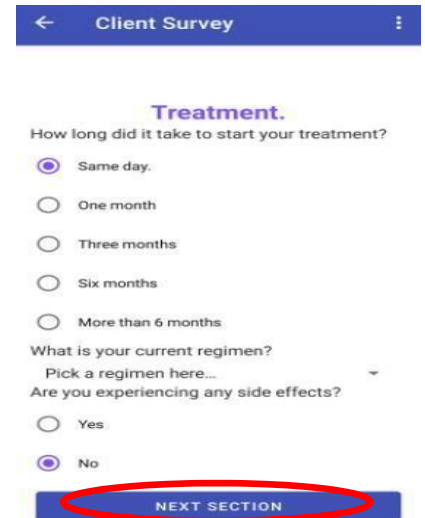 Client Survey
Treatment.
How long did it take to start your treatment?
Same day.
One month
Three months
Six months
More than 6 months
What is your current regimen?
Pick a regimen here...
Are you experiencing any side effects?
Yes
No
NEXT SECTION